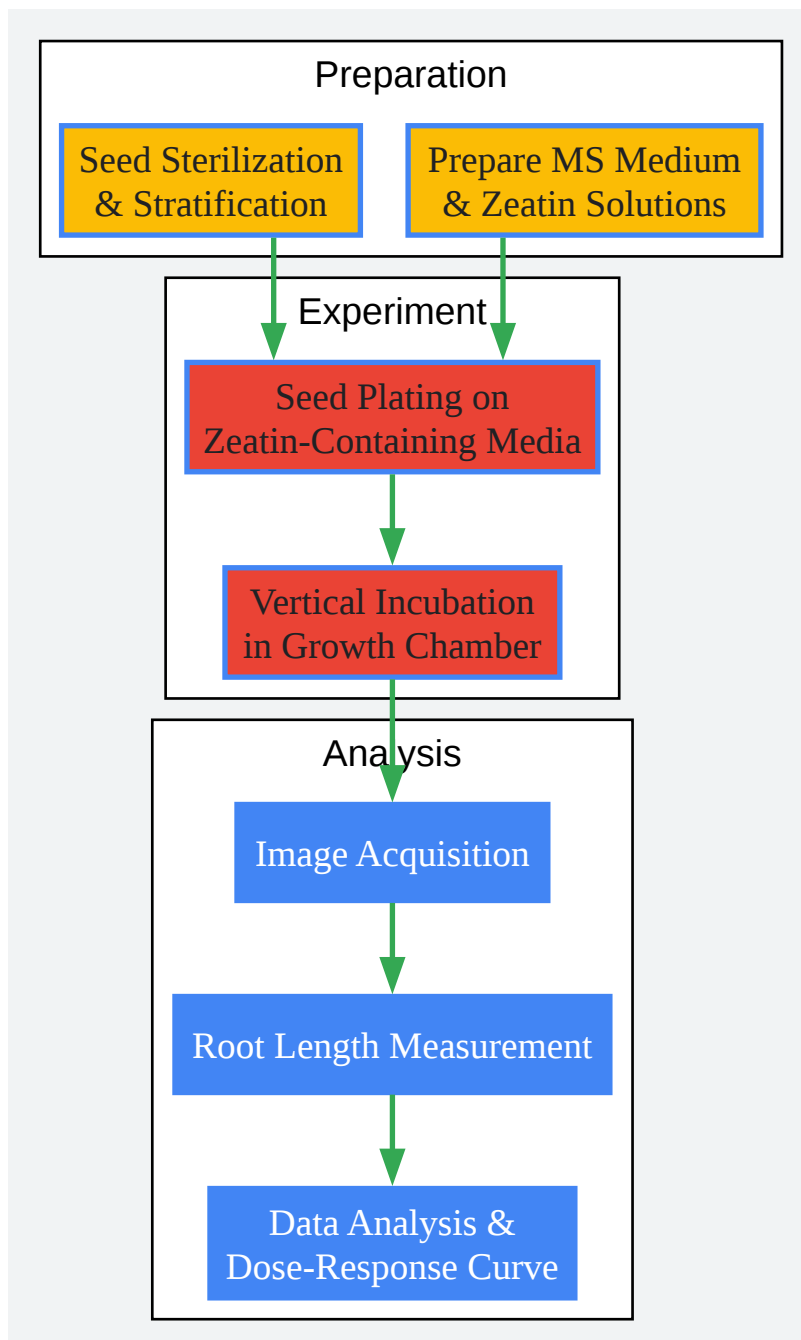 Preparation
Seed Sterilization
& Stratification
Prepare MS Medium
& Zeatin Solutions
Experiment
Seed Plating on
Zeatin-Containing Media
Vertical Incubation
in Growth Chamber
Analysis
Image Acquisition
Root Length Measurement
Data Analysis &
Dose-Response Curve